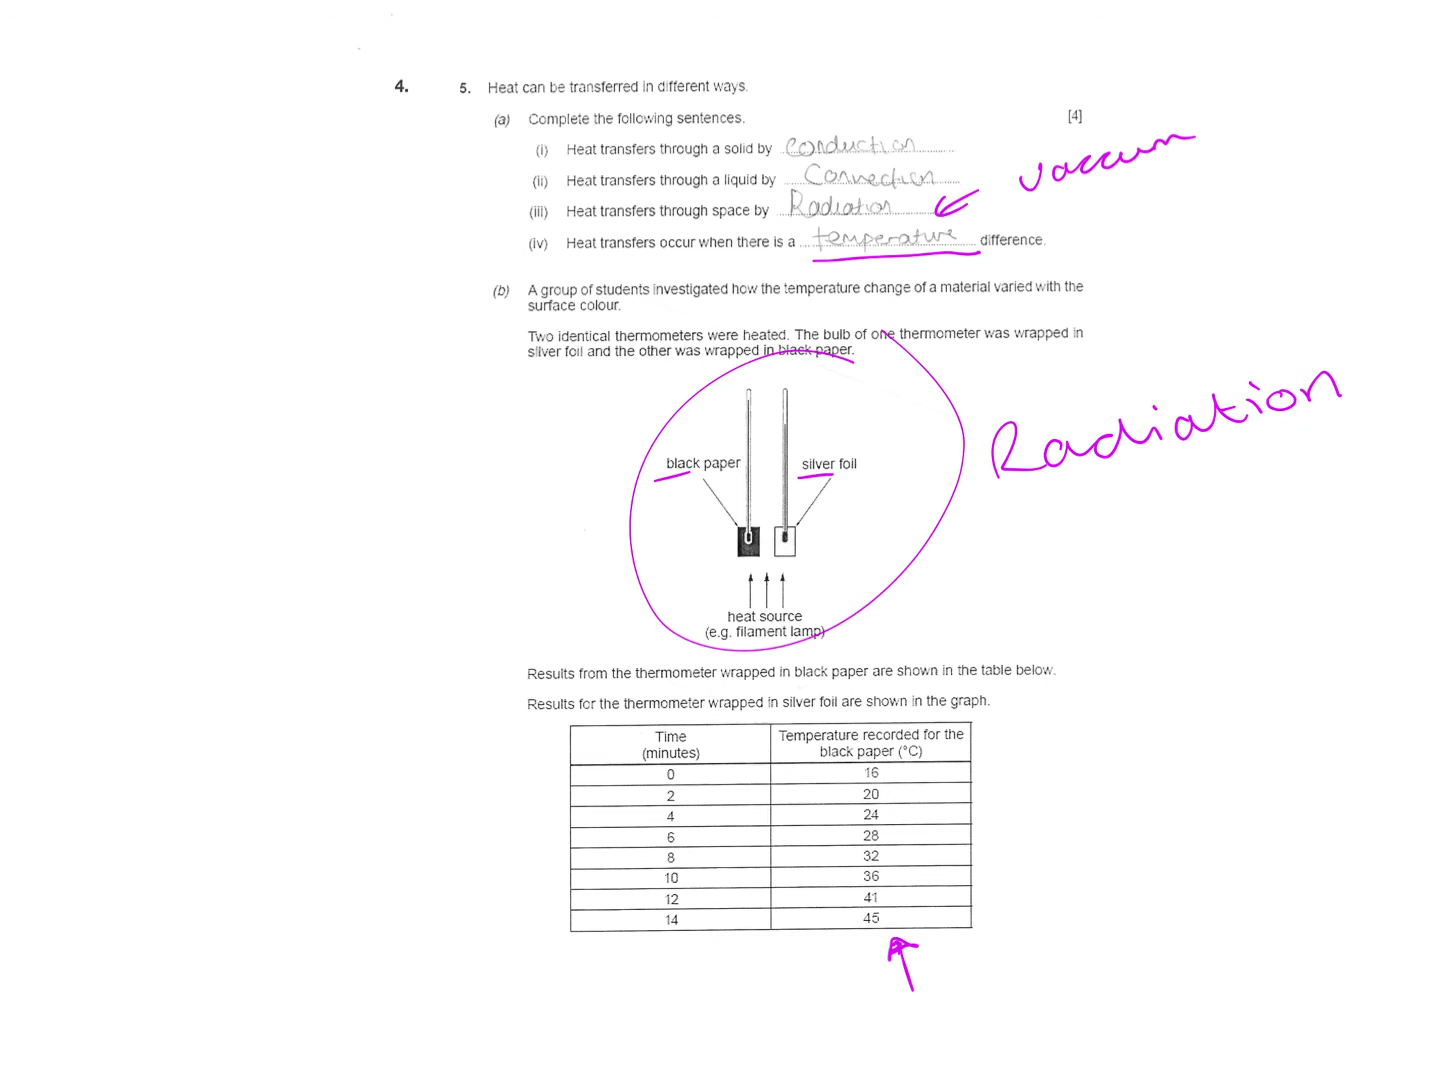 4. 5. Heat can be transferred in different ways.
(a) Complete the following sentences. [4]
(i) Heat transfers through a solid by conduction
vaccum
(ii) Heat transfers through a liquid by Convection
(iii) Heat transfers through space by Radiation
(iv) Heat transfers occur when there is a temperature difference.
(b) A group of students investigated how the temperature change of a material varied with the
surface colour.
Two identical thermometers were heated. The bulb of one thermometer was wrapped in
silver foil and the other was wrapped in black paper.
Radiation
black paper silver foil
heat source
(e.g. filament lamp)
Results from the thermometer wrapped in black paper are shown in the table below.
Results for the thermometer wrapped in silver foil are shown in the graph.
Time Temperature recorded for the
(minutes) black paper (°C)
0 16
2 20
4 24
6 28
8 32
10 36
12 41
14 45